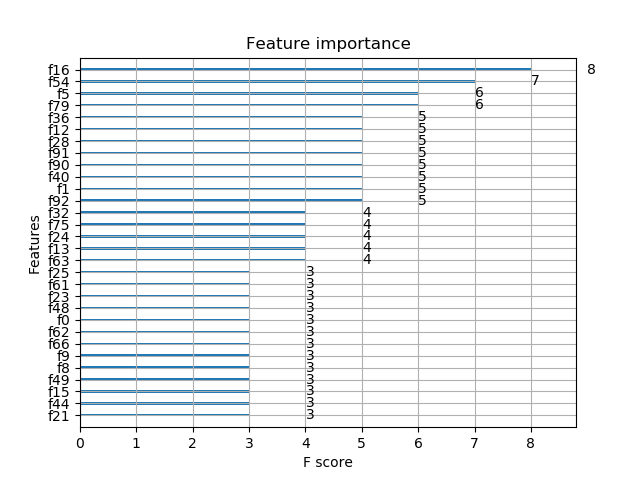 Feature importance
f16 8
f54 7
f5 6
f79 6
f36 5
f12 5
f28 5
f91 5
f90 5
f40 5
f1 5
f92 5
f32 4
f75 4
f24 4
f13 4
f63 4
f25 3
f61 3
f23 3
f48 3
f0 3
f62 3
f66 3
f9 3
f8 3
f49 3
f15 3
f44 3
f21 3
Features
0 1 2 3 4 5 6 7 8
F score